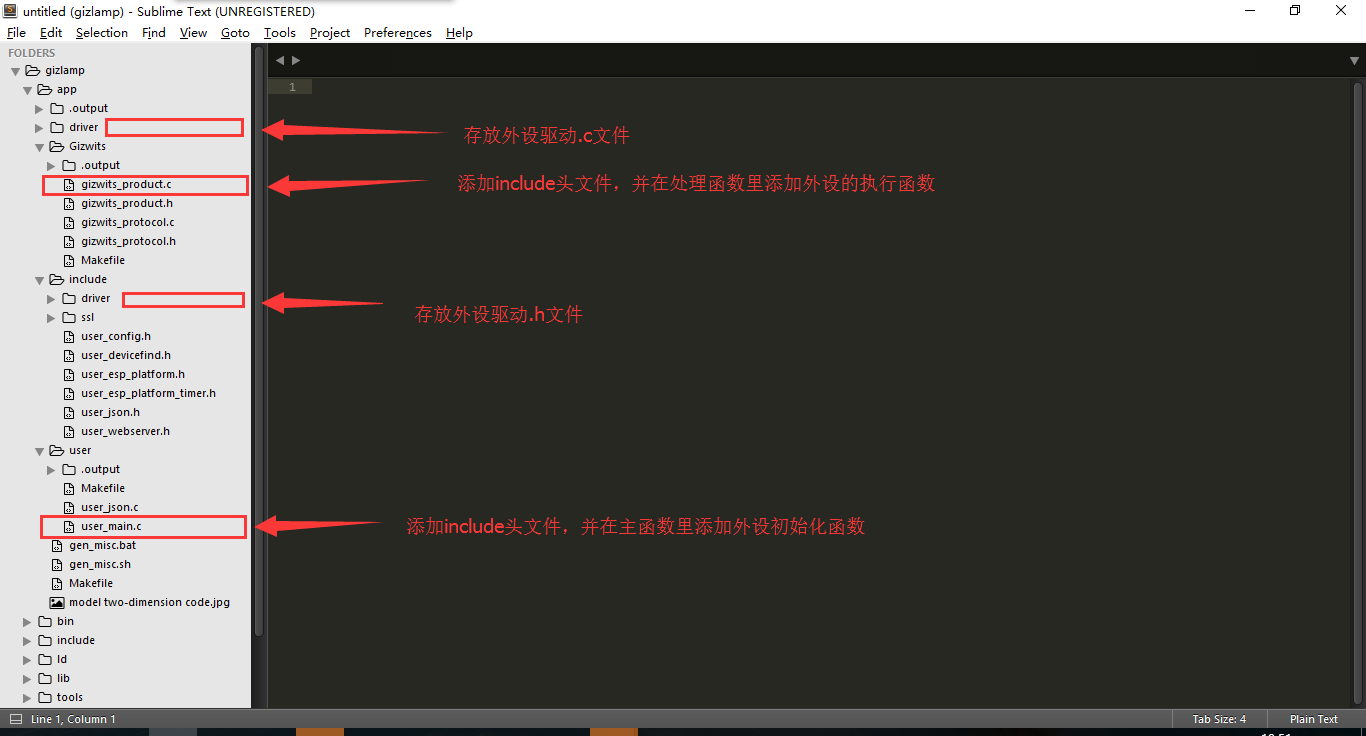 untitled (gizlamp) - Sublime Text (UNREGISTERED)
File Edit Selection Find View Goto Tools Project Preferences Help
FOLDERS
gizlamp
app
.output
driver
存放外设驱动.c文件
Gizwits
.output
gizwits_product.c
添加include头文件，并在处理函数里添加外设的执行函数
gizwits_product.h
gizwits_protocol.c
gizwits_protocol.h
Makefile
include
driver
存放外设驱动.h文件
ssl
user_config.h
user_devicefind.h
user_esp_platform.h
user_esp_platform_timer.h
user_json.h
user_webserver.h
user
.output
Makefile
user_json.c
user_main.c
添加include头文件，并在主函数里添加外设初始化函数
gen_misc.bat
gen_misc.sh
Makefile
model two-dimension code.jpg
bin
include
ld
lib
tools
1
Line 1, Column 1
Tab Size: 4
Plain Text